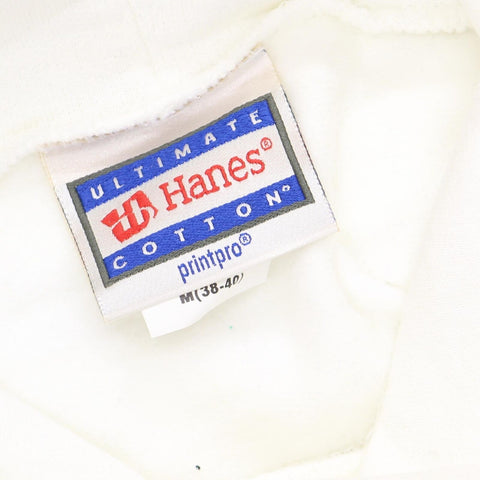 ULTIMATE
Hanes®
COTTON®
printpro®
M(38-40)